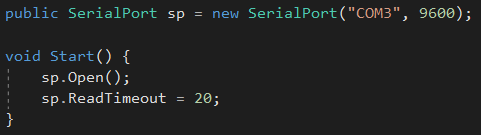 public SerialPort sp = new SerialPort("COM3", 9600);
void Start() {
sp.Open();
sp.ReadTimeout = 20;
}